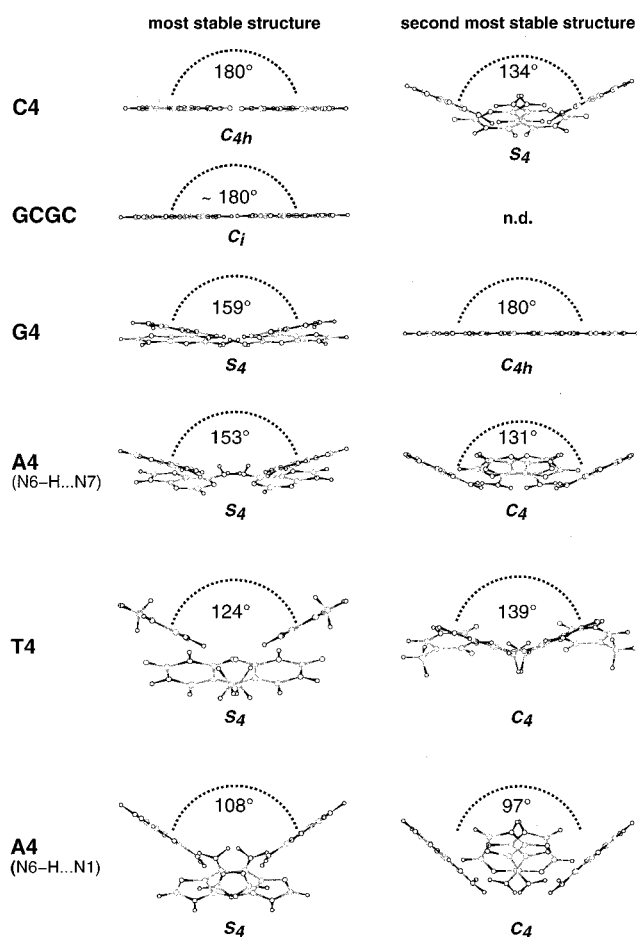 most stable structure second most stable structure
C4 180° 134°
C4h S4
GCGC ~ 180° n.d.
Ci
G4 159° 180°
S4 C4h
A4 153° 131°
(N6–H...N7)
S4 C4
T4 124° 139°
S4 C4
A4 108° 97°
(N6–H...N1)
S4 C4